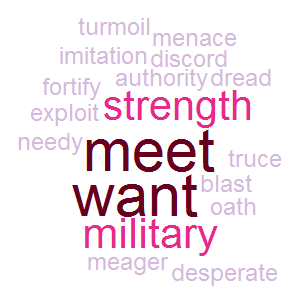 turmoil
menace
imitation discord
authority dread
fortify
exploit strength
needy meet
truce
want blast
oath
military
meager
desperate